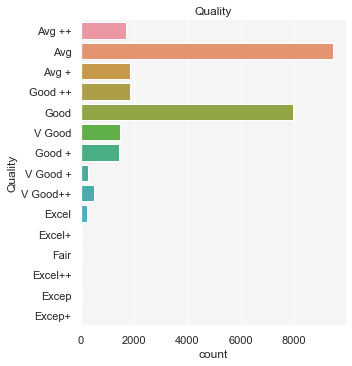 Quality
Avg ++
Avg
Avg +
Good ++
Good
V Good
Good +
V Good +
V Good++
Excel
Excel+
Fair
Excel++
Excep
Excep+
Quality
0 2000 4000 6000 8000
count